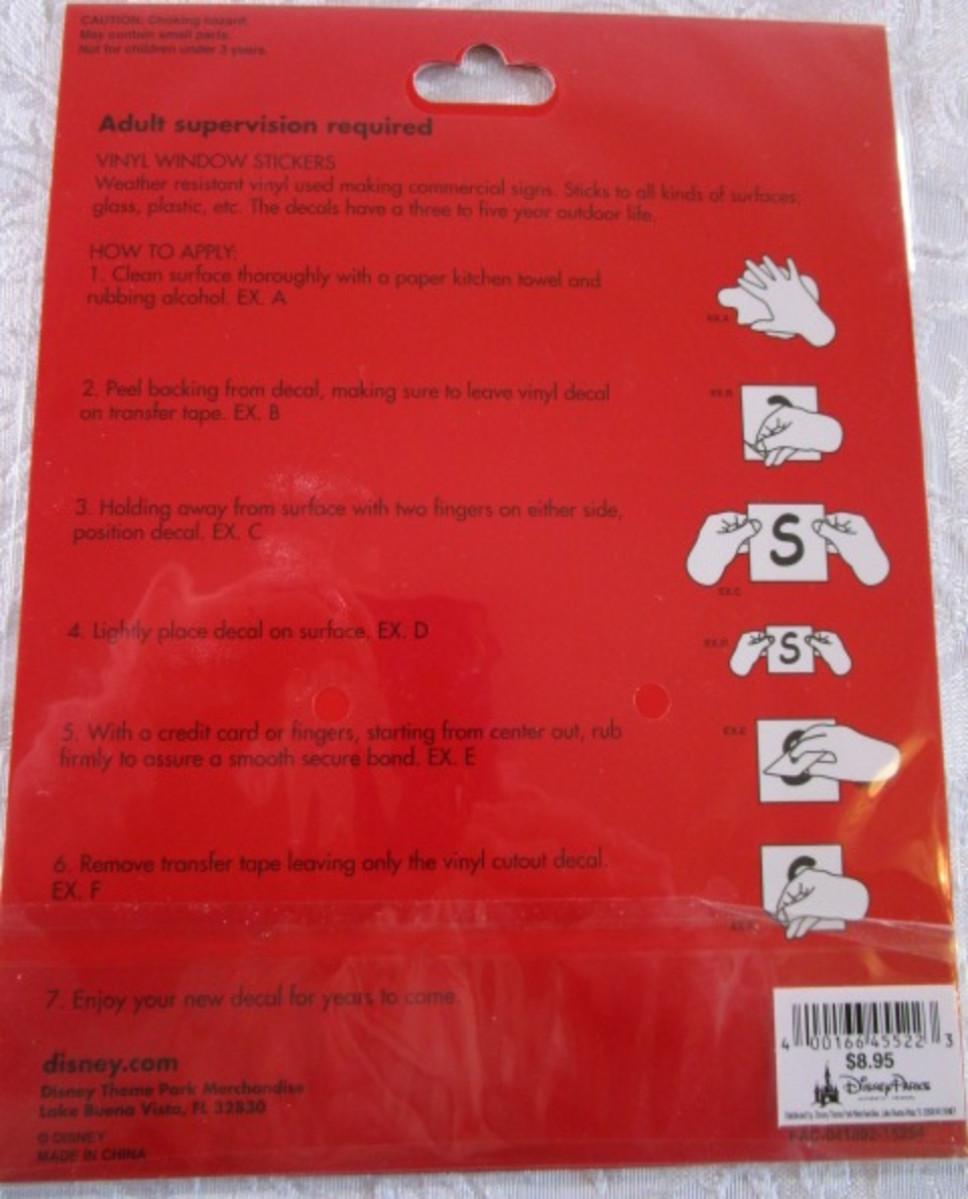 CAUTION: Choking hazard.
May contain small parts.
Not for children under 3 years.
Adult supervision required
VINYL WINDOW STICKERS
Weather resistant vinyl used making commercial signs. Sticks to all kinds of surfaces;
glass, plastic, etc. The decals have a three to five year outdoor life.
HOW TO APPLY:
1. Clean surface thoroughly with a paper kitchen towel and
rubbing alcohol. EX. A
EX.A
2. Peel backing from decal, making sure to leave vinyl decal
on transfer tape. EX. B
EX.B
3. Holding away from surface with two fingers on either side,
position decal. EX. C
S
EX.C
4. Lightly place decal on surface. EX. D
EX.D
S
5. With a credit card or fingers, starting from center out, rub
firmly to assure a smooth secure bond. EX. E
EX.E
6. Remove transfer tape leaving only the vinyl cutout decal.
EX. F
EX.F
7. Enjoy your new decal for years to come.
4 00166 45522 3
$8.95
Disney Parks
disney.com
Disney Theme Park Merchandise
Lake Buena Vista, FL 32830
© DISNEY
MADE IN CHINA